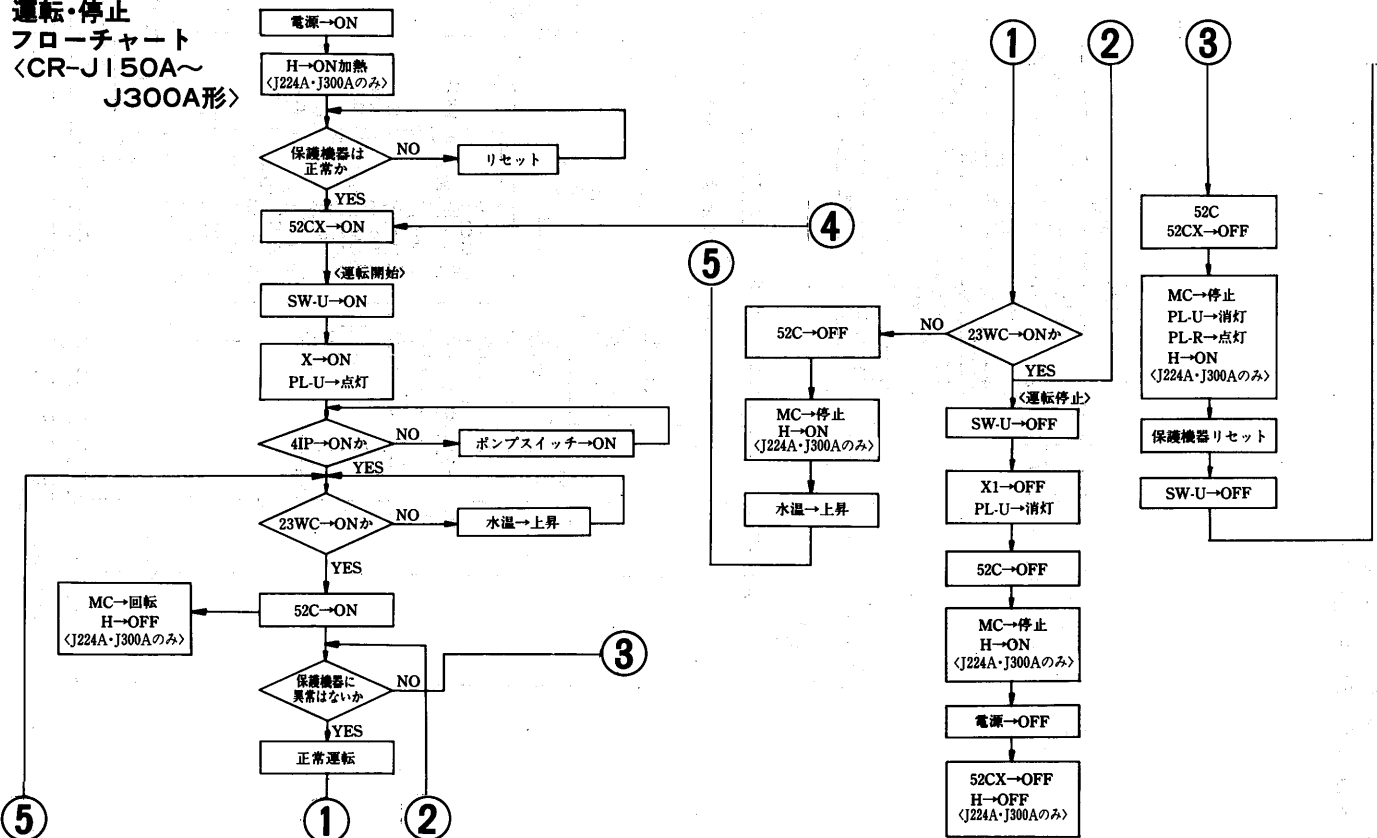 運転・停止
フローチャート
〈CR-J150A～
J300A形〉
電源→ON
H→ON加熱
〈J224A・J300Aのみ〉
保護機器は
正常か
NO
リセット
YES
52CX→ON
④
〈運転開始〉
SW-U→ON
X→ON
PL-U→点灯
4IP→ONか
NO
ポンプスイッチ→ON
YES
23WC→ONか
NO
水温→上昇
YES
52C→ON
MC→回転
H→OFF
〈J224A・J300Aのみ〉
保護機器に
異常はないか
NO
③
YES
正常運転
⑤
①
②
⑤
52C→OFF
MC→停止
H→ON
〈J224A・J300Aのみ〉
水温→上昇
①
②
23WC→ONか
NO
YES
〈運転停止〉
SW-U→OFF
X1→OFF
PL-U→消灯
52C→OFF
MC→停止
H→ON
〈J224A・J300Aのみ〉
電源→OFF
52CX→OFF
H→OFF
〈J224A・J300Aのみ〉
③
52C
52CX→OFF
MC→停止
PL-U→消灯
PL-R→点灯
H→ON
〈J224A・J300Aのみ〉
保護機器リセット
SW-U→OFF